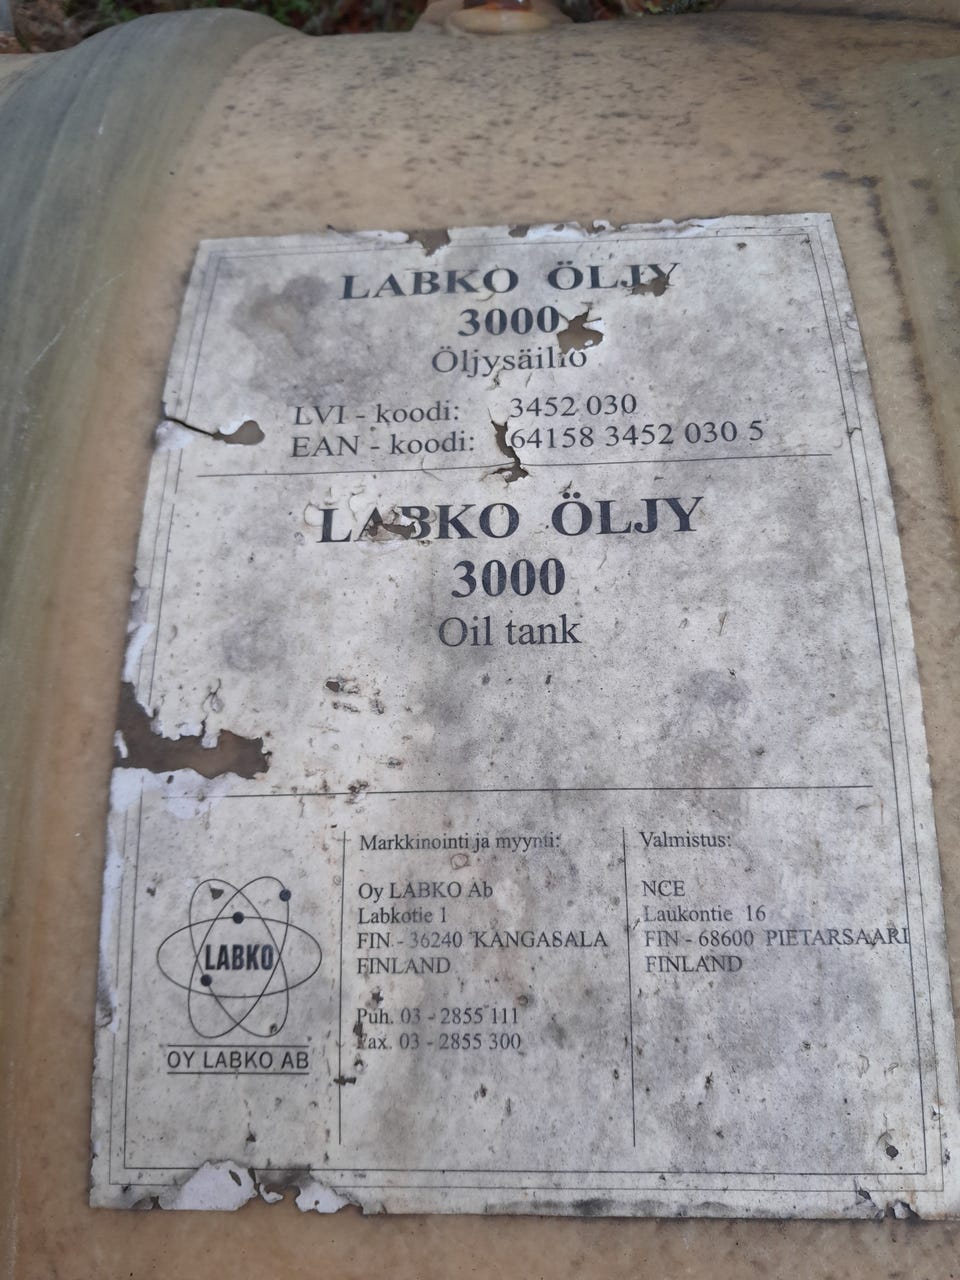 LABKO ÖLJY
3000
Öljysäiliö
LVI - koodi: 3452 030
EAN - koodi: 64158 3452 030 5
LABKO ÖLJY
3000
Oil tank
LABKO
OY LABKO AB
Markkinointi ja myynti:
Oy LABKO Ab
Labkotie 1
FIN - 36240 KANGASALA
FINLAND
Puh. 03 - 2855 111
Fax. 03 - 2855 300
Valmistus:
NCE
Laukontie 16
FIN - 68600 PIETARSAARI
FINLAND